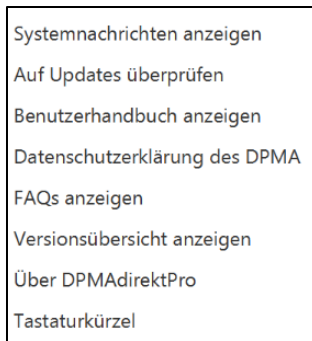 Systemnachrichten anzeigen
Auf Updates überprüfen
Benutzerhandbuch anzeigen
Datenschutzerklärung des DPMA
FAQs anzeigen
Versionsübersicht anzeigen
Über DPMAdirektPro
Tastaturkürzel